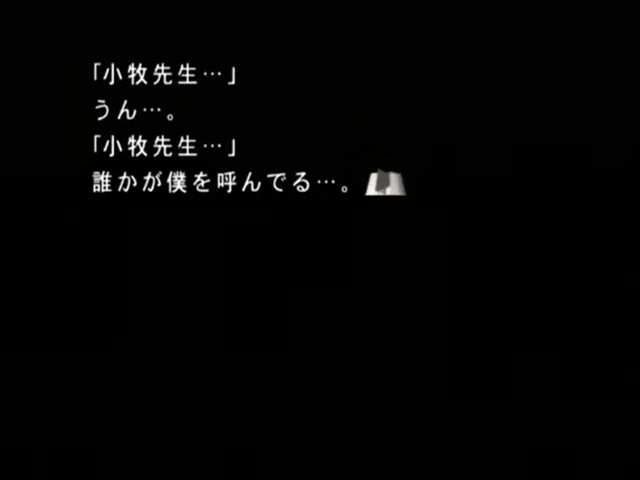 「小牧先生…」
うん…。
「小牧先生…」
誰かが僕を呼んでる…。